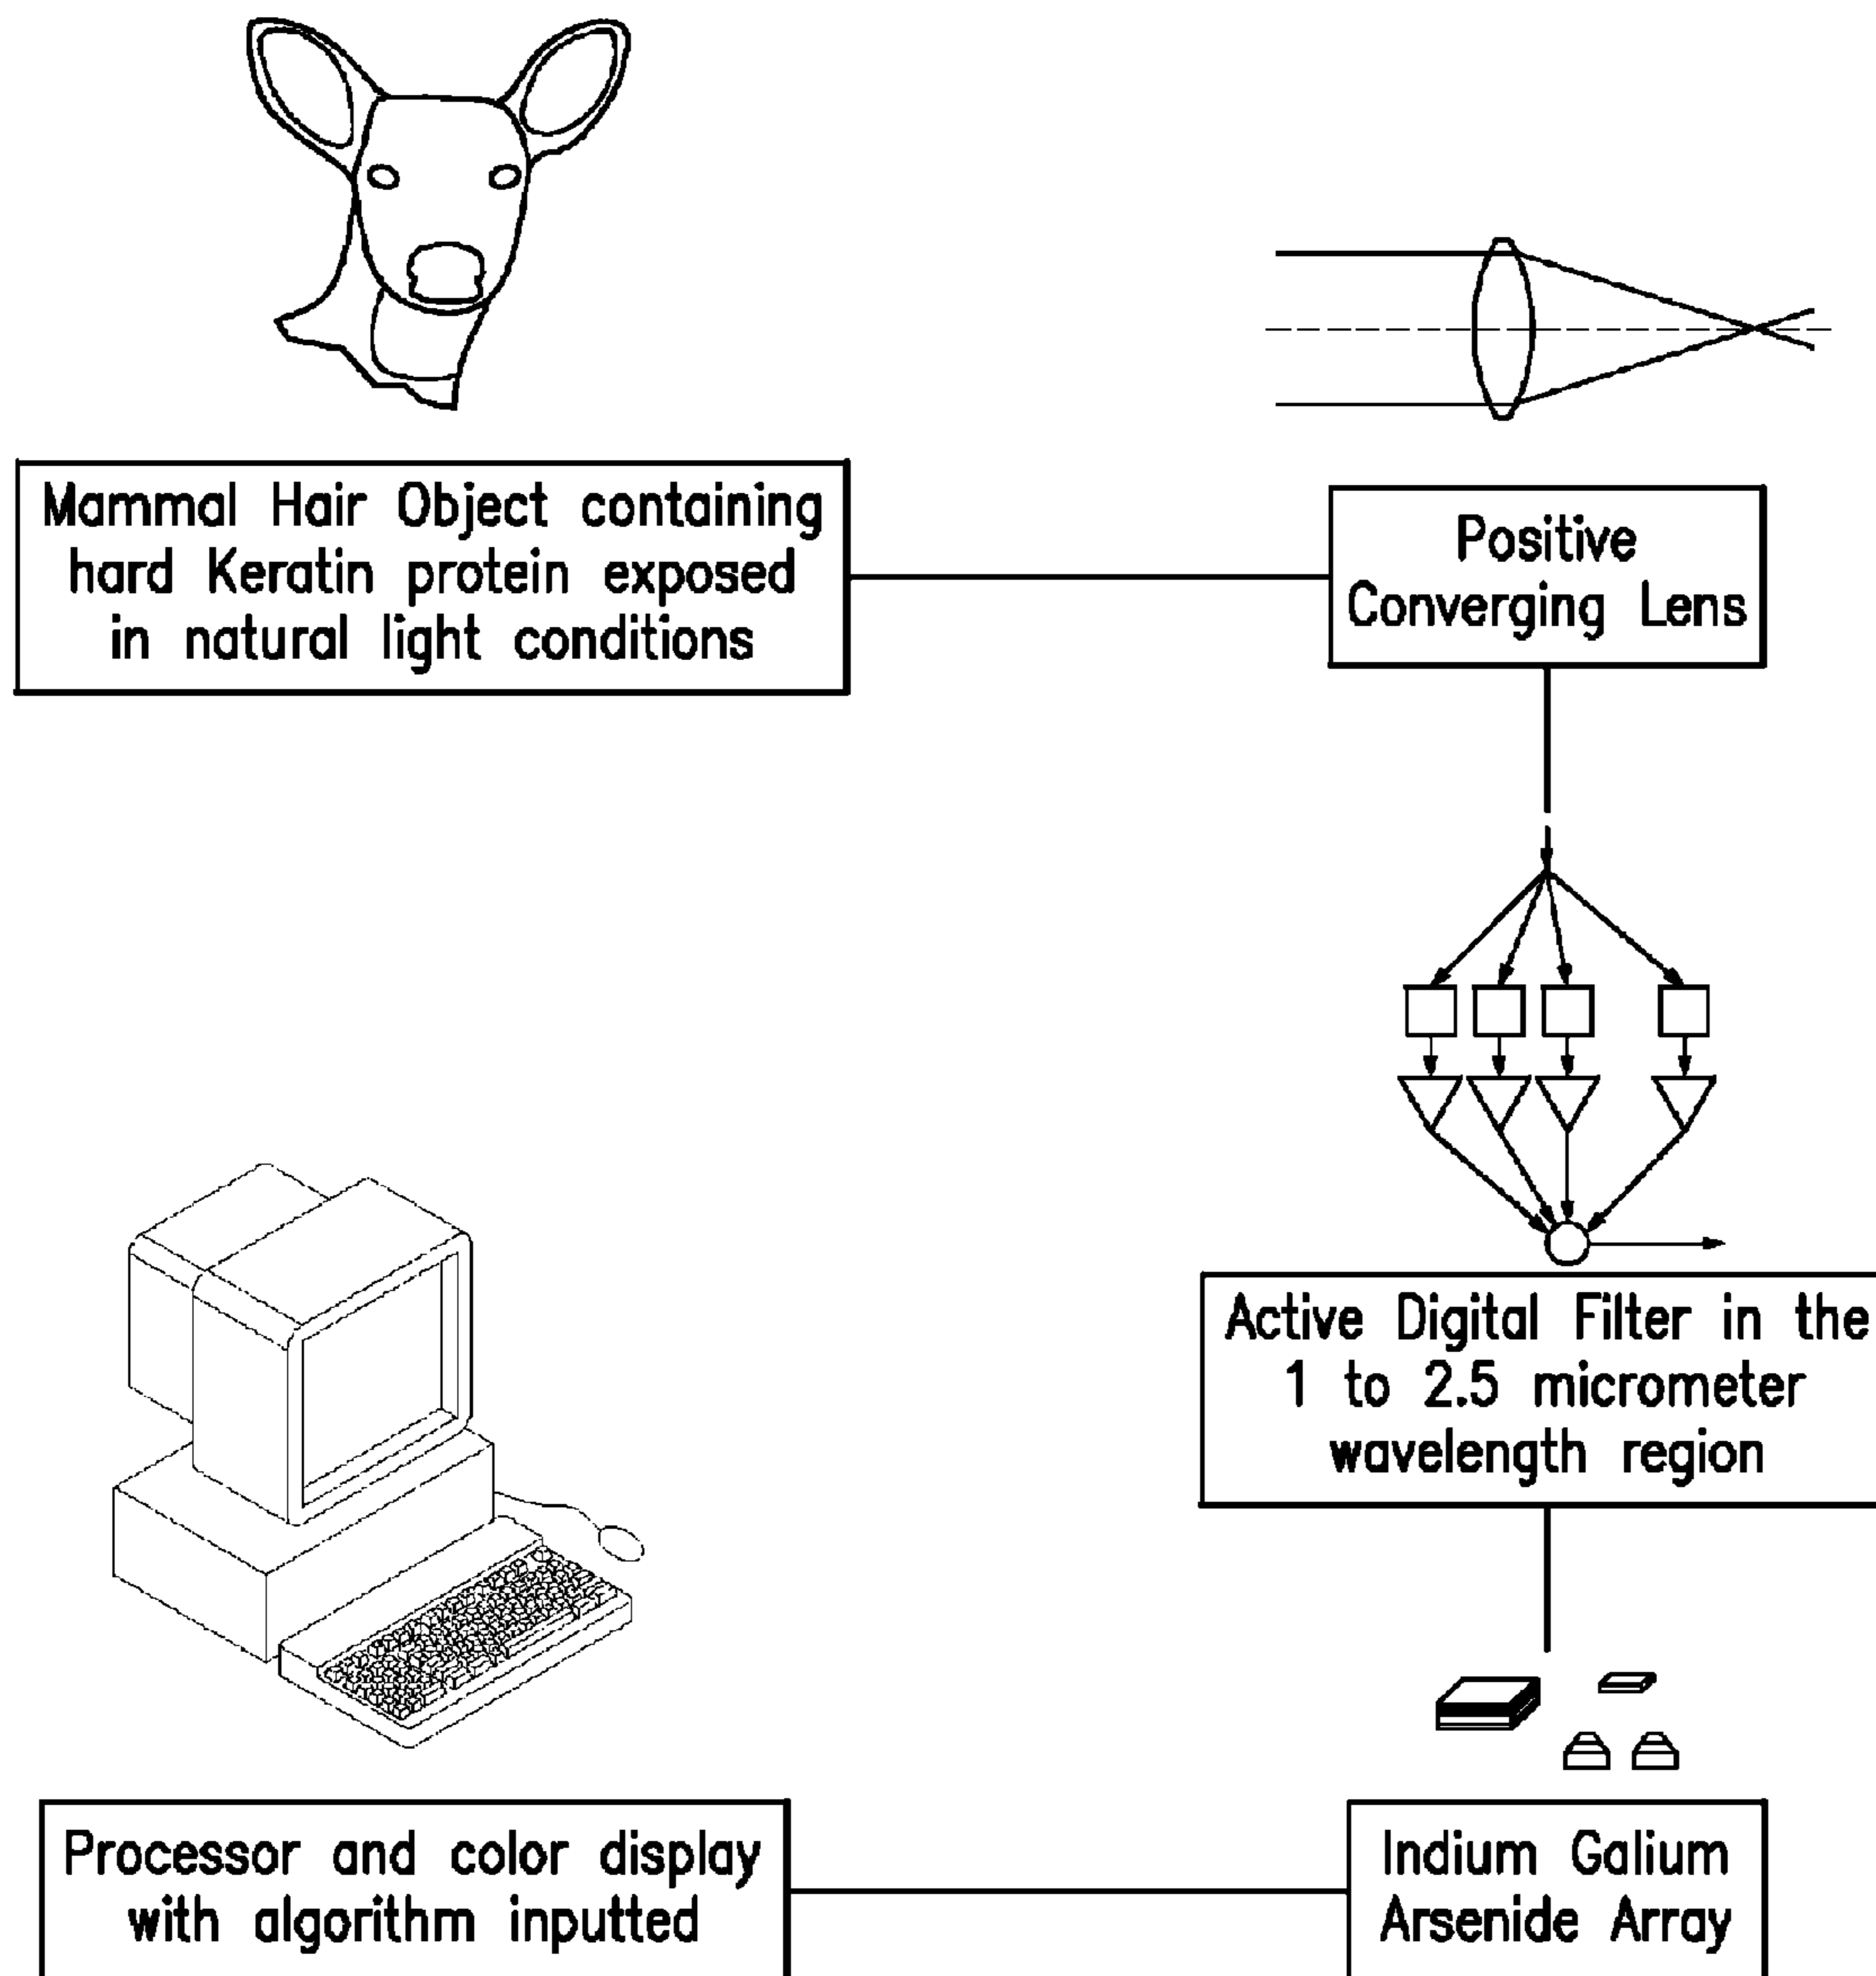 Mammal Hair Object containing
hard Keratin protein exposed
in natural light conditions
Positive
Converging Lens
Active Digital Filter in the
1 to 2.5 micrometer
wavelength region
Processor and color display
with algorithm inputted
Indium Galium
Arsenide Array